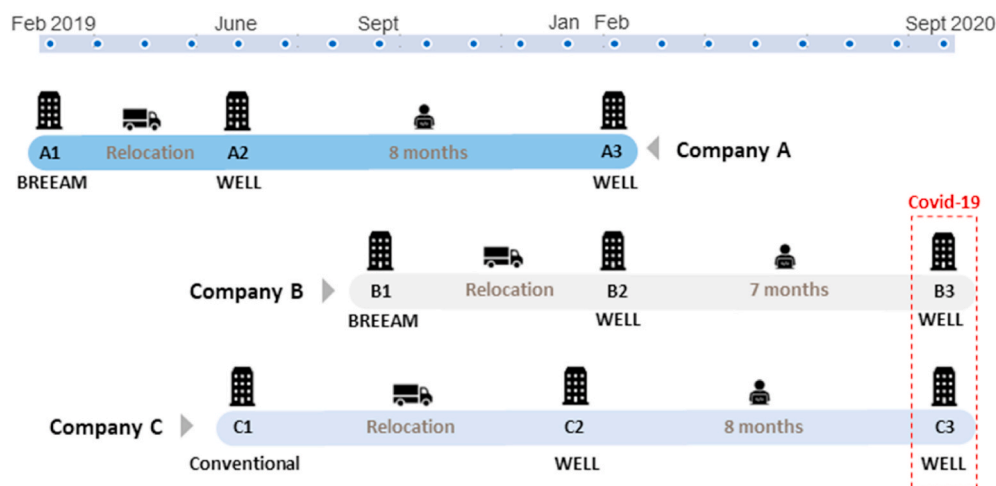 Feb 2019 June Sept Jan Feb Sept 2020
A1 Relocation A2 8 months A3 Company A
BREEAM WELL WELL
Covid-19
Company B B1 Relocation B2 7 months B3
BREEAM WELL WELL
Company C C1 Relocation C2 8 months C3
Conventional WELL WELL